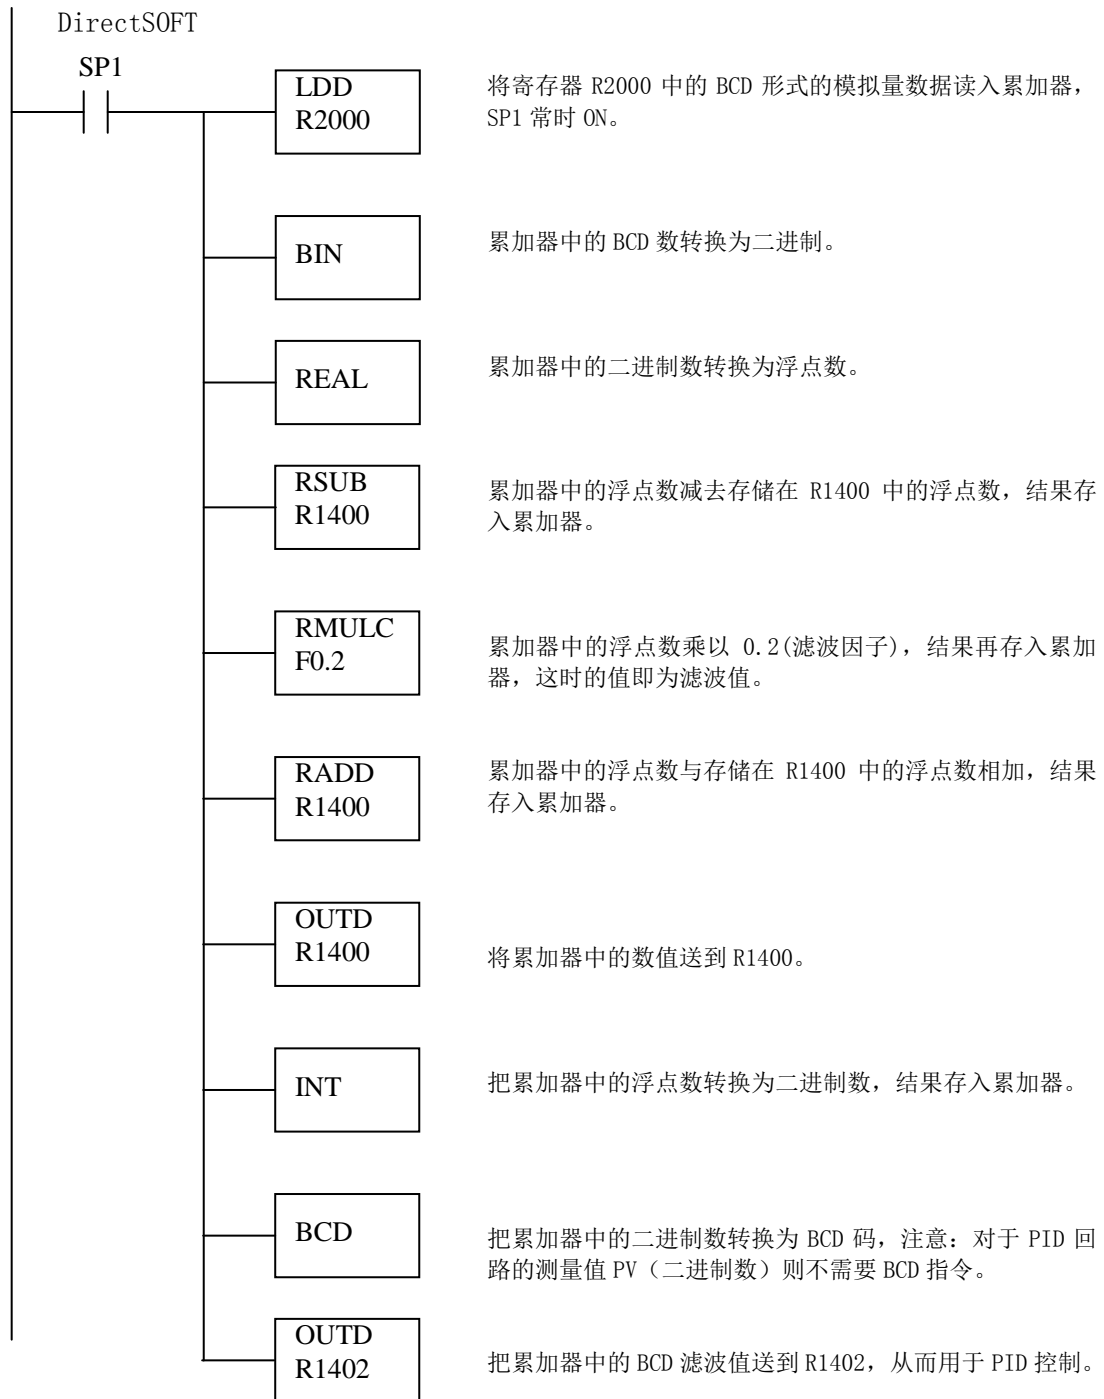 DirectSOFT
SP1
LDD
R2000
将寄存器 R2000 中的 BCD 形式的模拟量数据读入累加器，
SP1 常时 ON。
BIN
累加器中的 BCD 数转换为二进制。
REAL
累加器中的二进制数转换为浮点数。
RSUB
R1400
累加器中的浮点数减去存储在 R1400 中的浮点数，结果存
入累加器。
RMULC
F0.2
累加器中的浮点数乘以 0.2(滤波因子)，结果再存入累加
器，这时的值即为滤波值。
RADD
R1400
累加器中的浮点数与存储在 R1400 中的浮点数相加，结果
存入累加器。
OUTD
R1400
将累加器中的数值送到 R1400。
INT
把累加器中的浮点数转换为二进制数，结果存入累加器。
BCD
把累加器中的二进制数转换为 BCD 码，注意：对于 PID 回
路的测量值 PV（二进制数）则不需要 BCD 指令。
OUTD
R1402
把累加器中的 BCD 滤波值送到 R1402，从而用于 PID 控制。